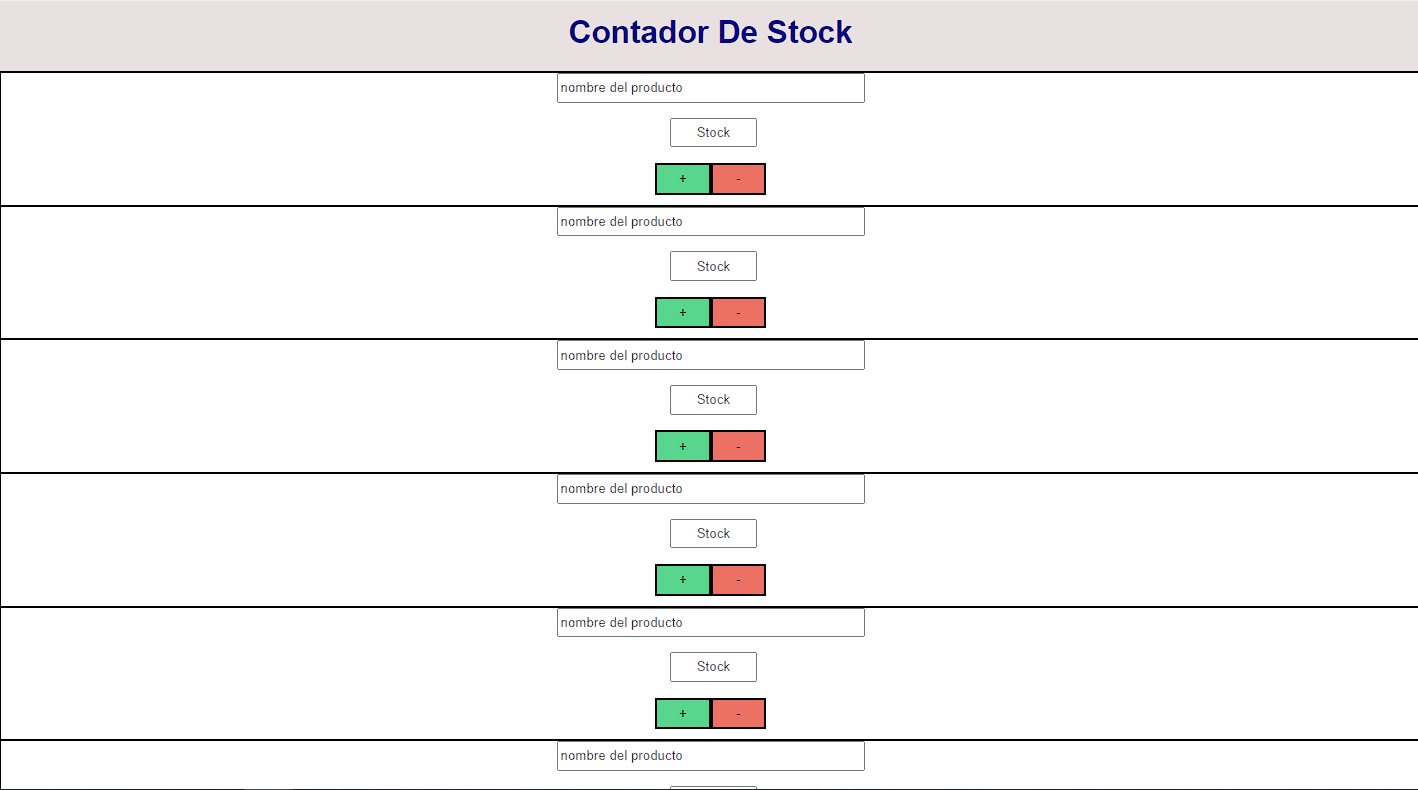 Contador De Stock
nombre del producto
Stock
+ -
nombre del producto
Stock
+ -
nombre del producto
Stock
+ -
nombre del producto
Stock
+ -
nombre del producto
Stock
+ -
nombre del producto